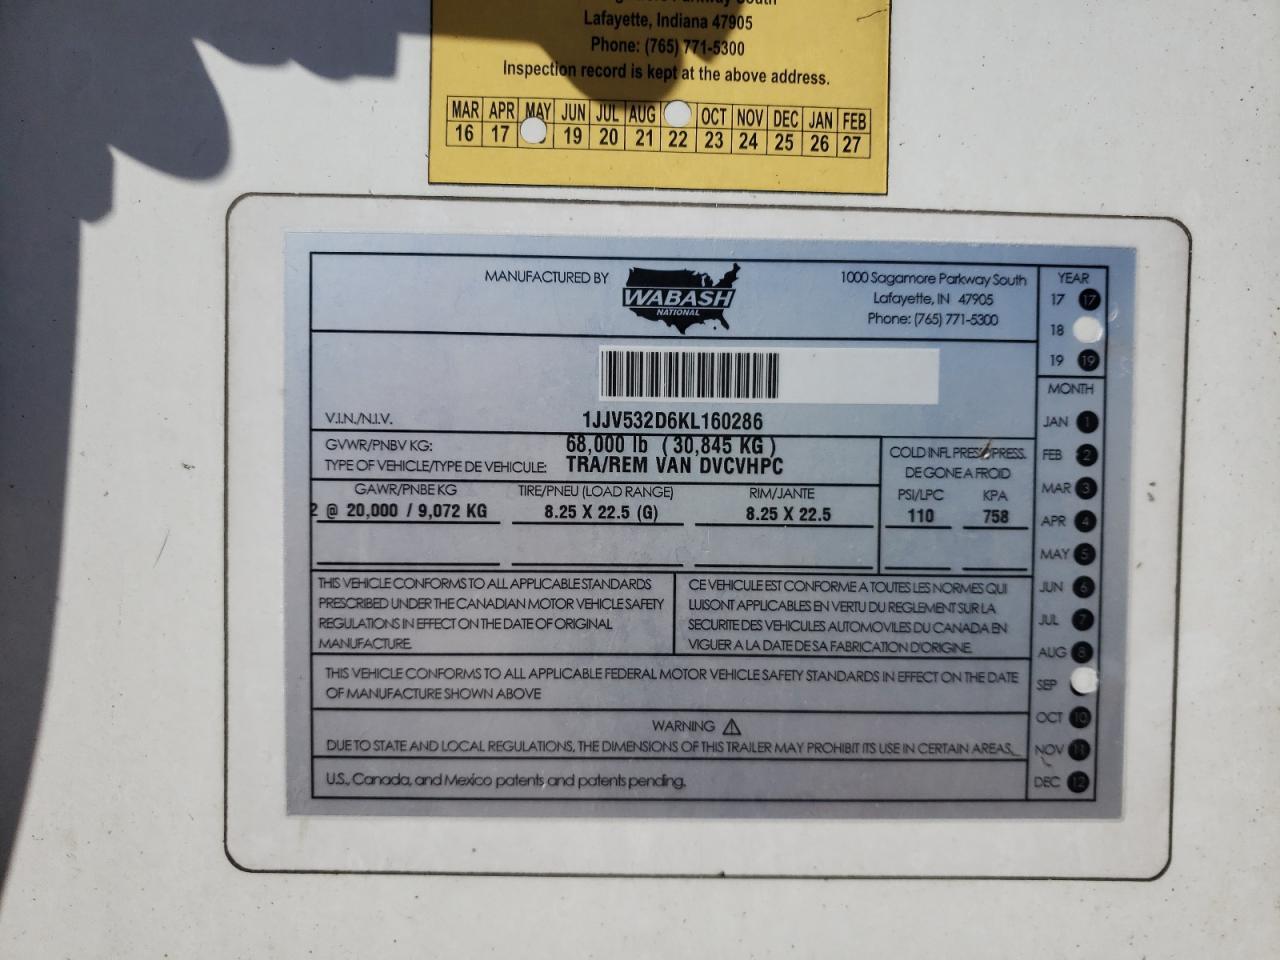 Parkway South
Lafayette, Indiana 47905
Phone: (765) 771-5300
Inspection record is kept at the above address.
MAR APR MAY JUN JUL AUG OCT NOV DEC JAN FEB
16 17 19 20 21 22 23 24 25 26 27
MANUFACTURED BY
WABASH
NATIONAL
1000 Sagamore Parkway South
Lafayette, IN 47905
Phone: (765) 771-5300
YEAR
17 17
18
19 19
MONTH
JAN 1
FEB 2
MAR 3
APR 4
MAY 5
JUN 6
JUL 7
AUG 8
SEP
OCT 10
NOV 11
DEC 12
V.I.N./N.I.V. 1JJV532D6KL160286
GVWR/PNBV KG: 68,000 lb ( 30,845 KG )
TYPE OF VEHICLE/TYPE DE VEHICULE: TRA/REM VAN DVCVHPC
COLD INFL PRESS/PRESS.
DE GONE A FROID
GAWR/PNBE KG TIRE/PNEU (LOAD RANGE) RIM/JANTE PSI/LPC KPA
2 @ 20,000 / 9,072 KG 8.25 X 22.5 (G) 8.25 X 22.5 110 758
THIS VEHICLE CONFORMS TO ALL APPLICABLE STANDARDS
PRESCRIBED UNDER THE CANADIAN MOTOR VEHICLE SAFETY
REGULATIONS IN EFFECT ON THE DATE OF ORIGINAL
MANUFACTURE.
CE VEHICULE EST CONFORME A TOUTES LES NORMES QUI
LUISONT APPLICABLES EN VERTU DU REGLEMENT SUR LA
SECURITE DES VEHICULES AUTOMOVILES DU CANADA EN
VIGUER A LA DATE DE SA FABRICATION D'ORIGINE.
THIS VEHICLE CONFORMS TO ALL APPLICABLE FEDERAL MOTOR VEHICLE SAFETY STANDARDS IN EFFECT ON THE DATE
OF MANUFACTURE SHOWN ABOVE
WARNING
DUE TO STATE AND LOCAL REGULATIONS, THE DIMENSIONS OF THIS TRAILER MAY PROHIBIT ITS USE IN CERTAIN AREAS.
U.S., Canada, and Mexico patents and patents pending.